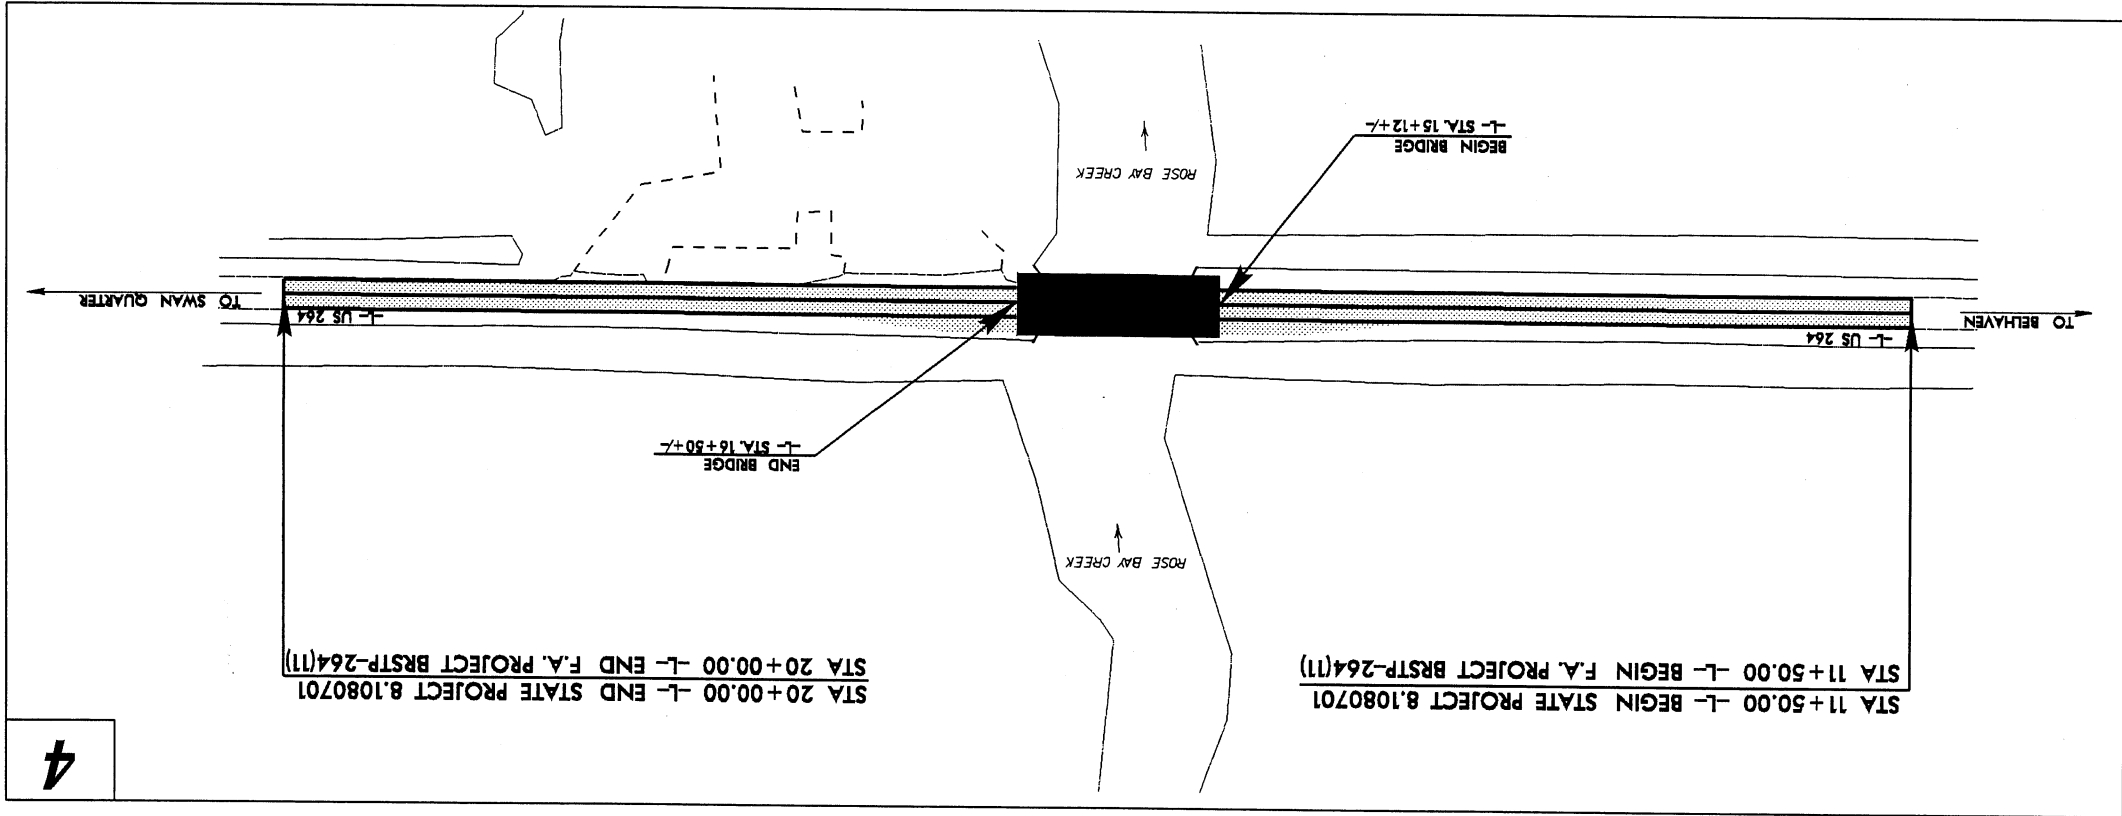 4
STA 11+50.00 -L- BEGIN STATE PROJECT 8.1080701
STA 11+50.00 -L- BEGIN F.A. PROJECT BRSTP-264(11)
STA 20+00.00 -L- END STATE PROJECT 8.1080701
STA 20+00.00 -L- END F.A. PROJECT BRSTP-264(11)
ROSE BAY CREEK
END BRIDGE
-L- STA. 16+50+/-
-L- US 264
-L- US 264
TO BELHAVEN
TO SWAN QUARTER
ROSE BAY CREEK
BEGIN BRIDGE
-L- STA. 15+12+/-